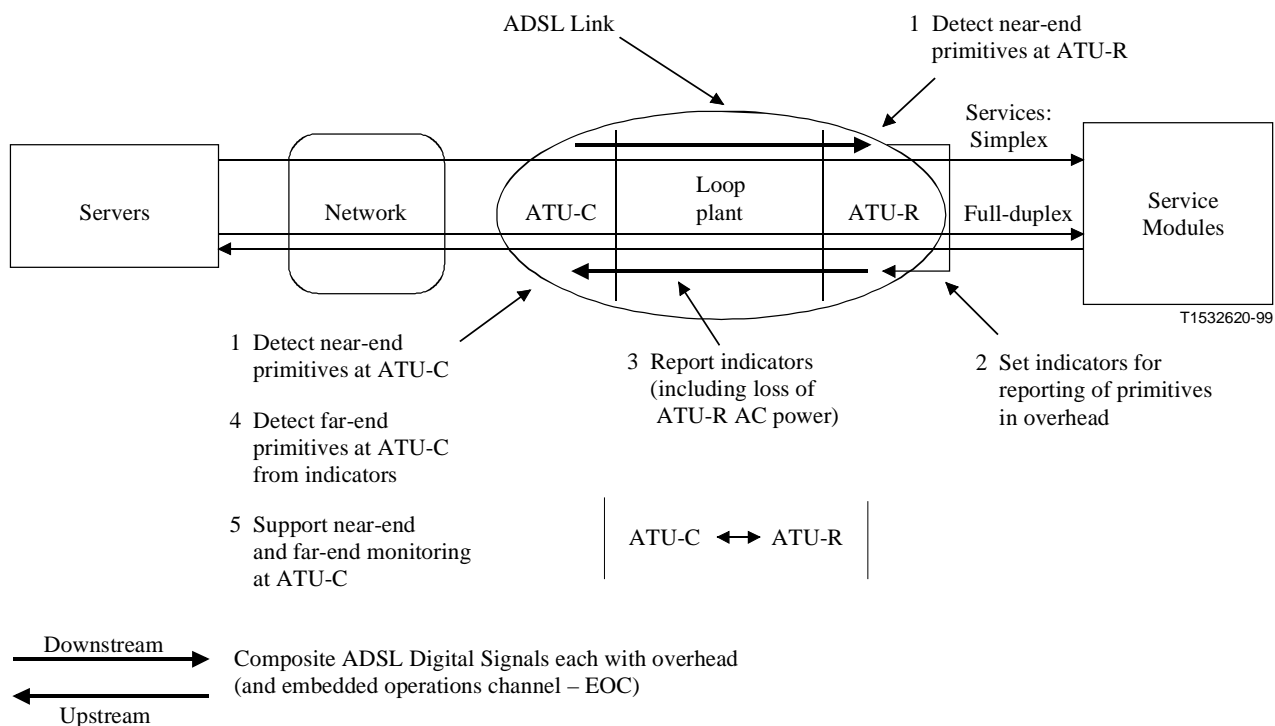 ADSL Link
1 Detect near-end
primitives at ATU-R
Services:
Simplex
Servers
Network
ATU-C
Loop
plant
ATU-R
Full-duplex
Service
Modules
T1532620-99
1 Detect near-end
primitives at ATU-C
4 Detect far-end
primitives at ATU-C
from indicators
5 Support near-end
and far-end monitoring
at ATU-C
3 Report indicators
(including loss of
ATU-R AC power)
2 Set indicators for
reporting of primitives
in overhead
ATU-C ATU-R
Downstream
Upstream
Composite ADSL Digital Signals each with overhead
(and embedded operations channel – EOC)